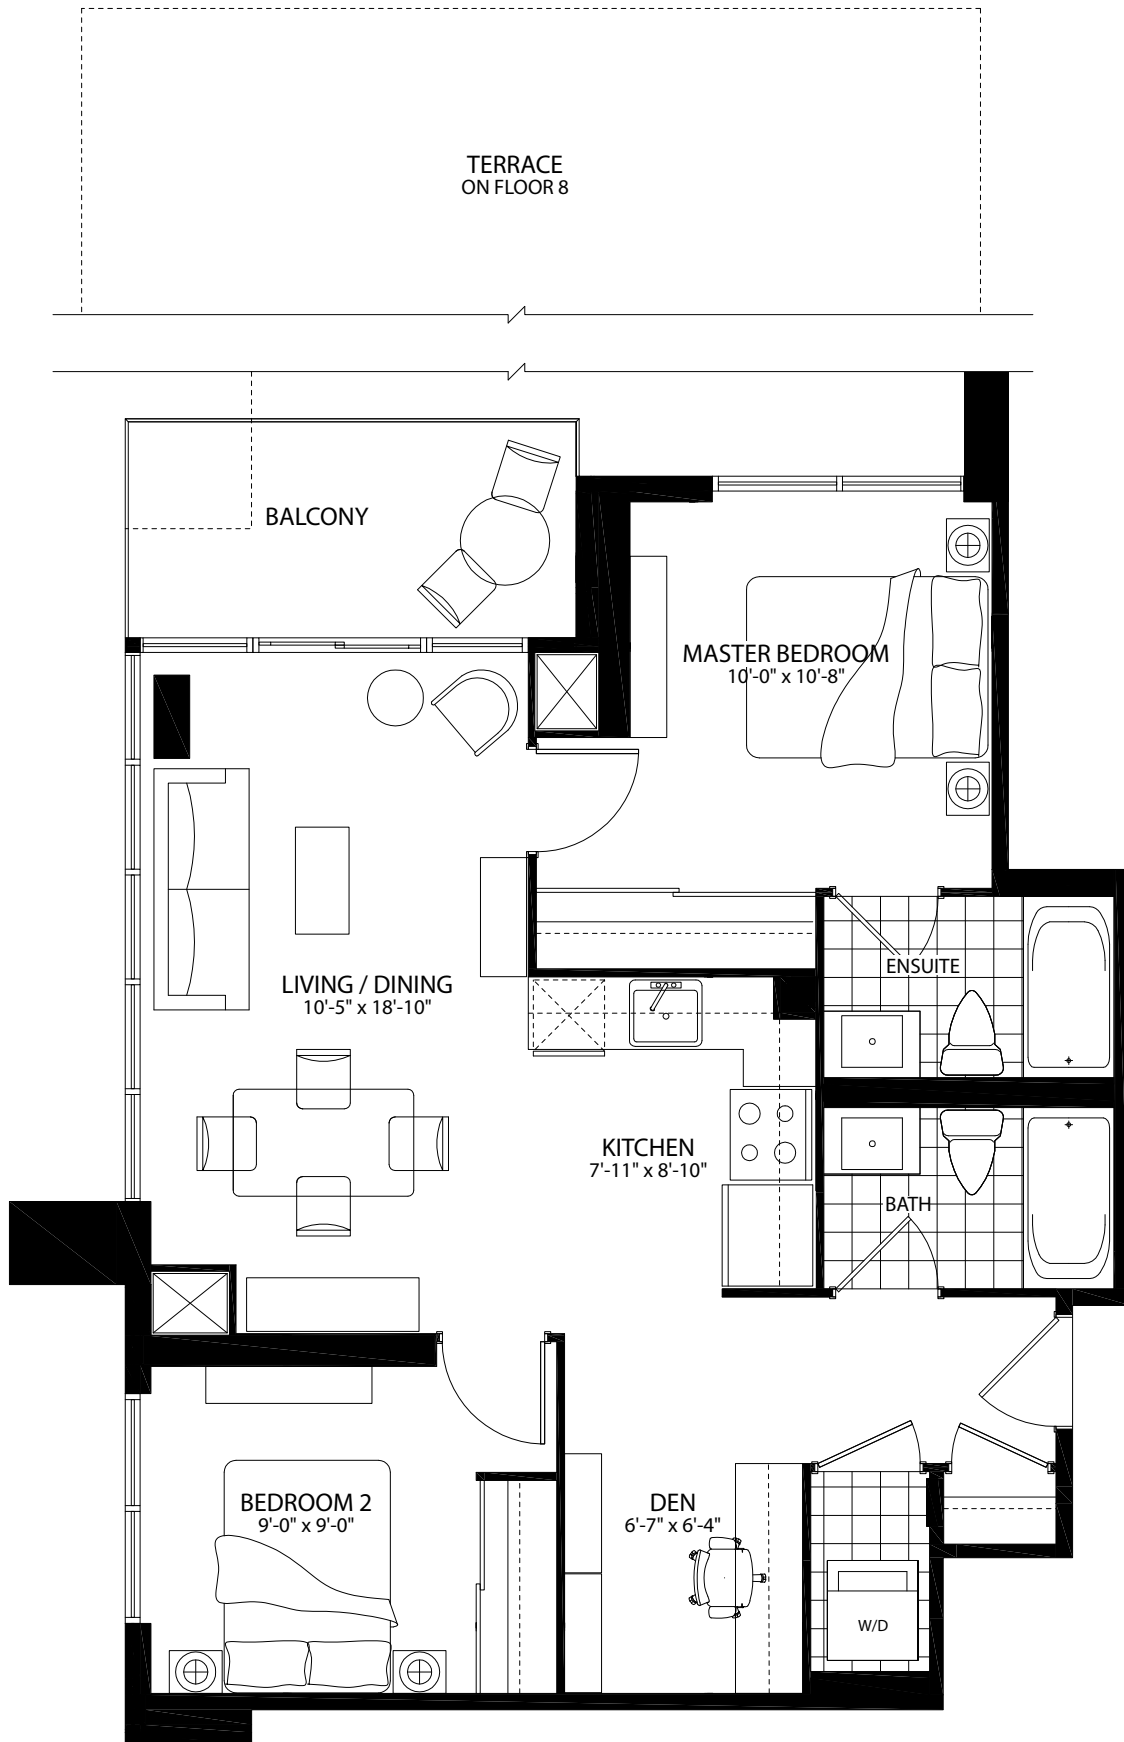 TERRACE
ON FLOOR 8
BALCONY
MASTER BEDROOM
10'-0" x 10'-8"
ENSUITE
LIVING / DINING
10'-5" x 18'-10"
KITCHEN
7'-11" x 8'-10"
BATH
BEDROOM 2
9'-0" x 9'-0"
DEN
6'-7" x 6'-4"
W/D